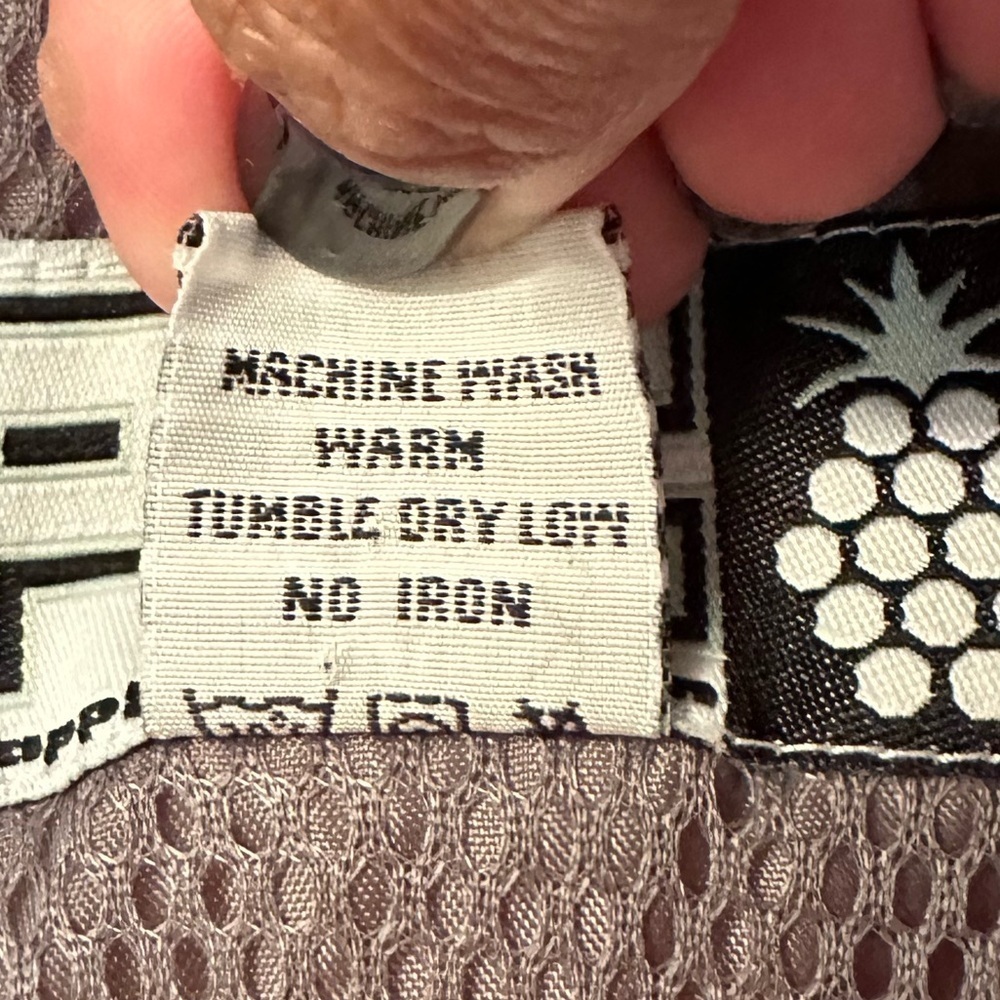 MACHINE WASH
WARM
TUMBLE DRY LOW
NO IRON